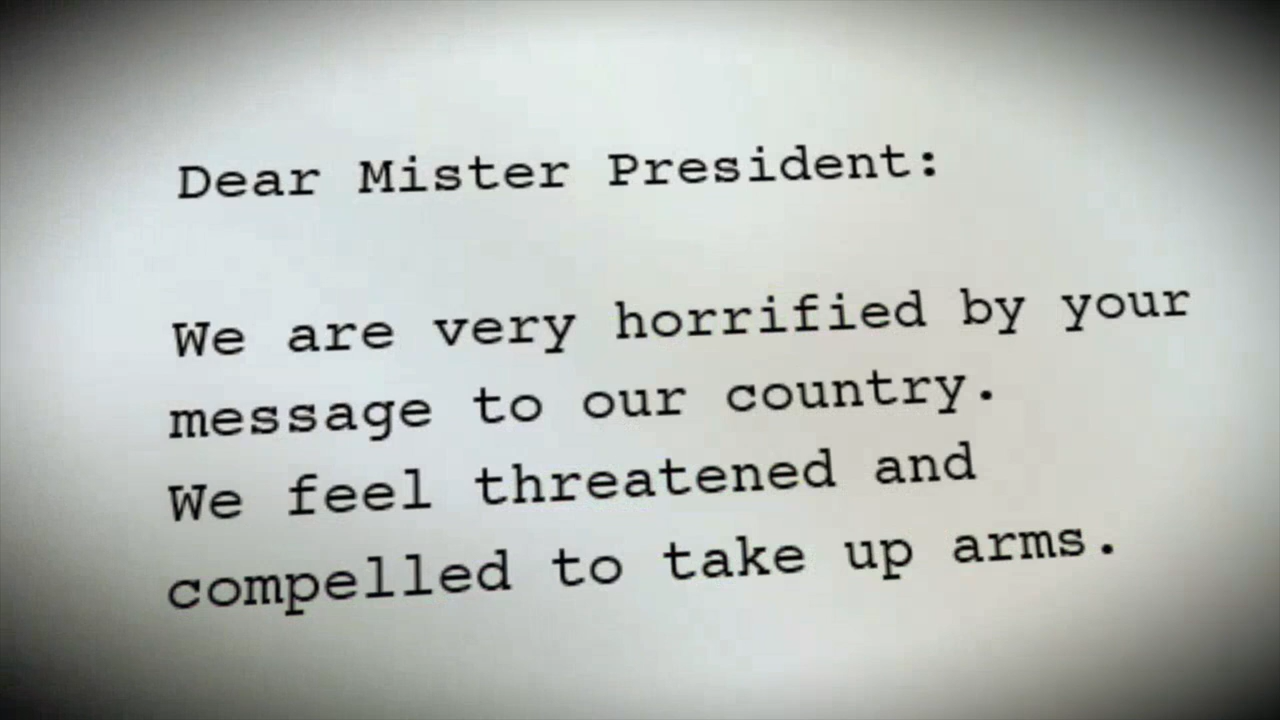 Dear Mister President:
We are very horrified by your
message to our country.
We feel threatened and
compelled to take up arms.